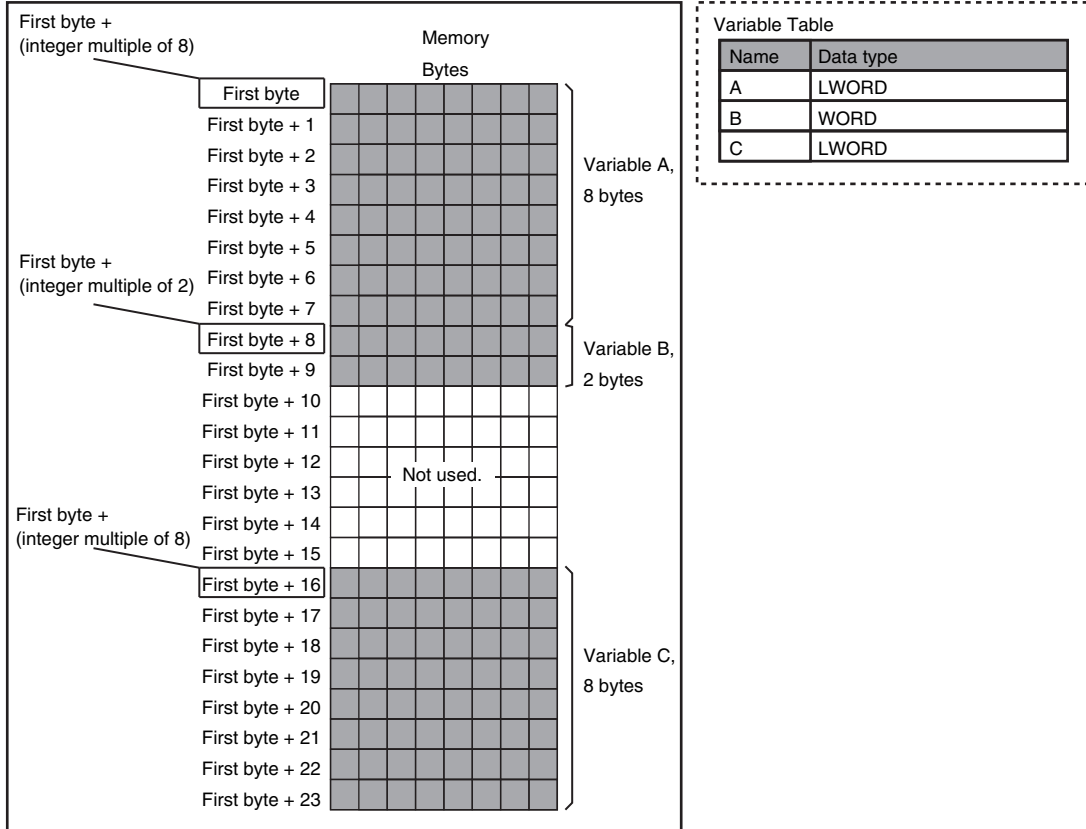 First byte +
(integer multiple of 8)
Memory
Bytes
First byte
First byte + 1
First byte + 2
First byte + 3
First byte + 4
First byte + 5
First byte + 6
First byte + 7
First byte + 8
First byte + 9
First byte + 10
First byte + 11
First byte + 12
First byte + 13
First byte + 14
First byte + 15
First byte + 16
First byte + 17
First byte + 18
First byte + 19
First byte + 20
First byte + 21
First byte + 22
First byte + 23
First byte +
(integer multiple of 2)
First byte +
(integer multiple of 8)
Not used.
Variable A,
8 bytes
Variable B,
2 bytes
Variable C,
8 bytes
Variable Table
Name Data type
A LWORD
B WORD
C LWORD